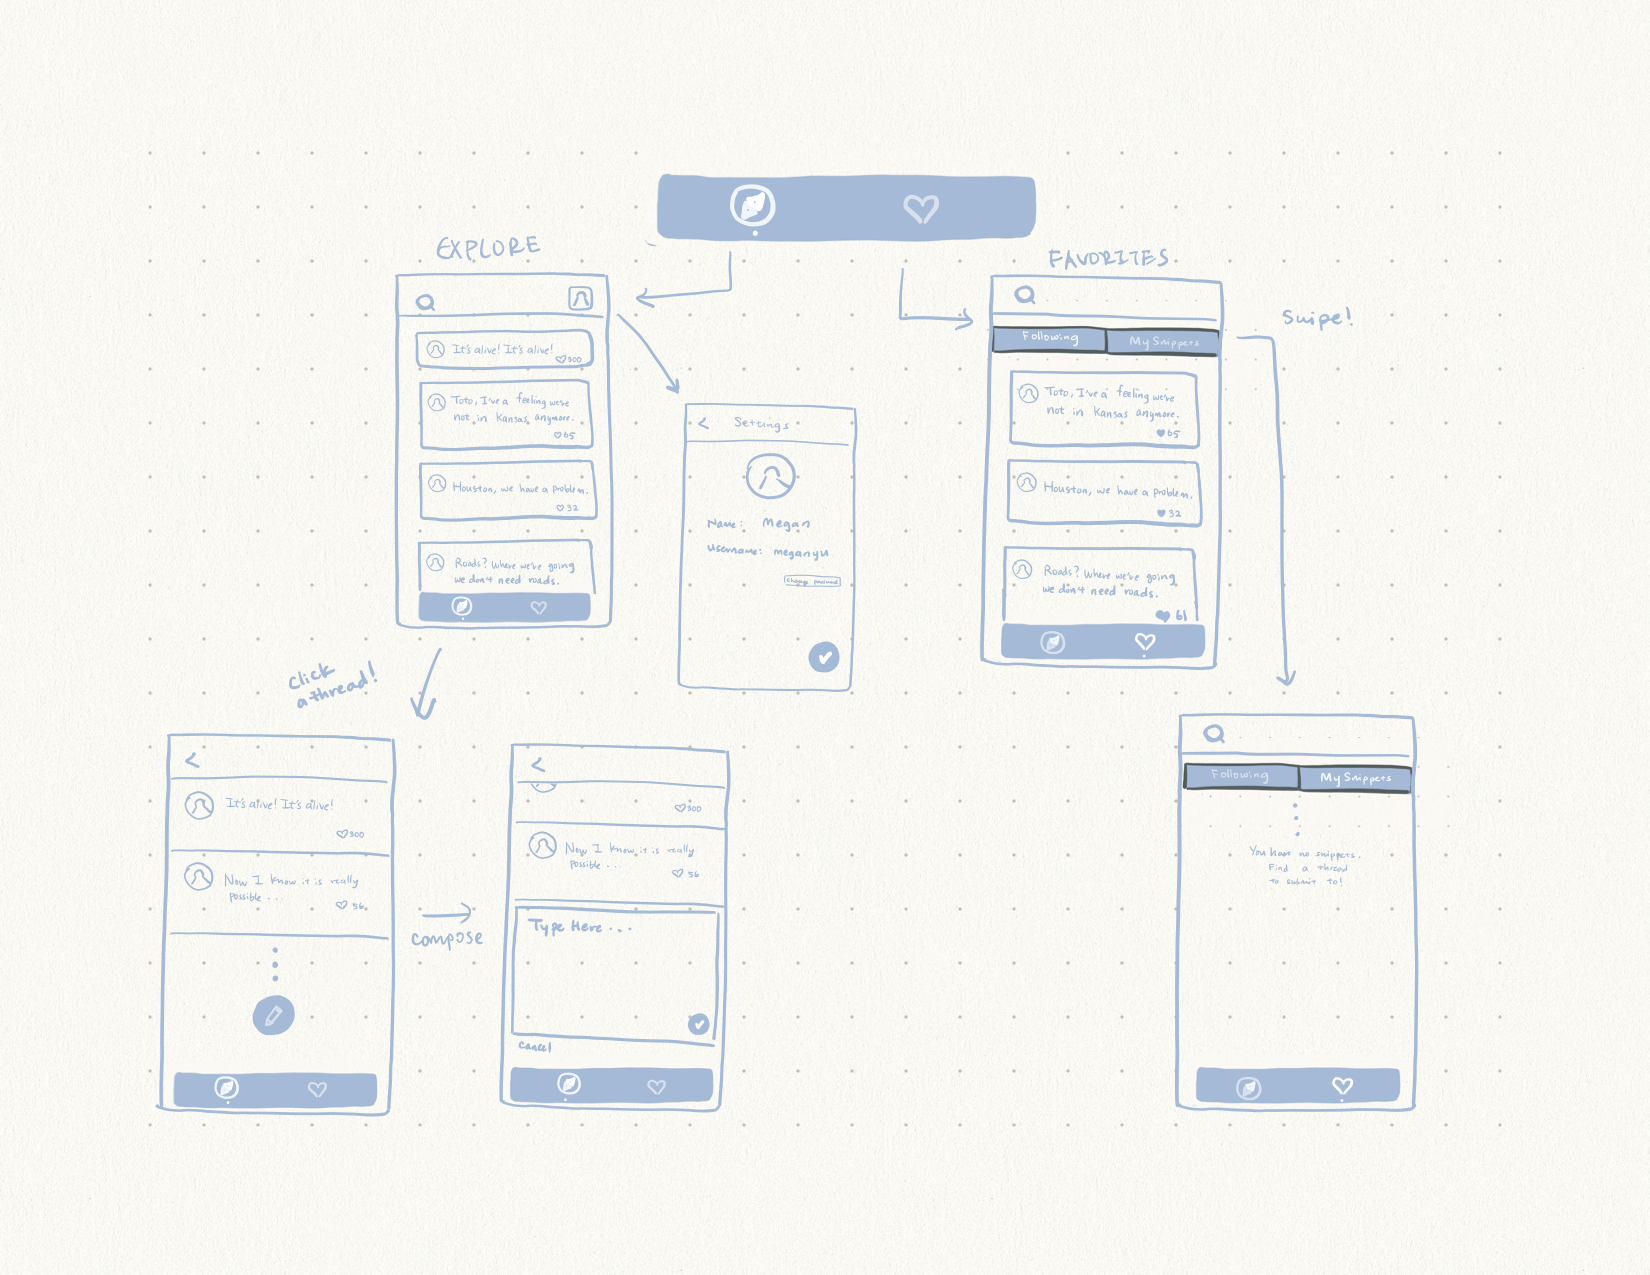 EXPLORE
It's alive! It's alive!
300
Toto, I've a feeling we're
not in Kansas anymore.
65
Houston, we have a problem.
32
Roads? Where we're going
we don't need roads.
Settings
Name: Megan
Username: meganyu
change password
FAVORITES
Following
My Snippets
Toto, I've a feeling we're
not in Kansas anymore.
65
Houston, we have a problem.
32
Roads? Where we're going
we don't need roads.
61
Swipe!
click
a thread!
It's alive! It's alive!
300
Now I know it is really
possible...
56
compose
300
Now I know it is really
possible...
56
Type Here...
cancel
Following
My Snippets
You have no snippets.
Find a thread
to submit to!